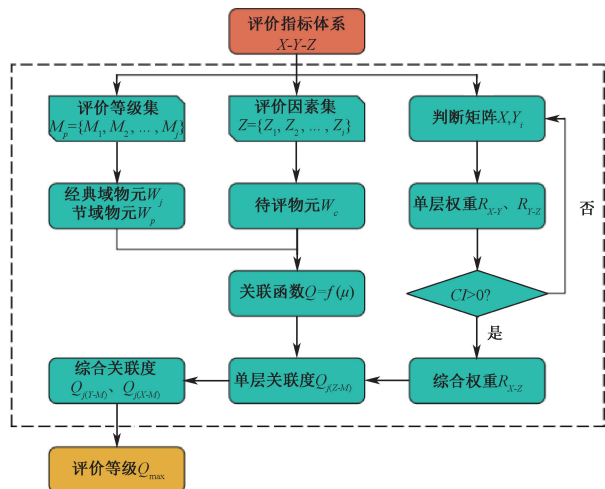 评价指标体系
X-Y-Z
评价等级集
M_p={M_1, M_2, ... , M_j}
评价因素集
Z={Z_1, Z_2, ... , Z_i}
判断矩阵X,Y_i
经典域物元W_j
节域物元W_p
待评物元W_e
单层权重R_{X-Y}、R_{Y-Z}
否
关联函数Q=f(μ)
CI>0?
是
综合关联度
Q_{j(Y-M)}、Q_{j(X-M)}
单层关联度Q_{j(Z-M)}
综合权重R_{X-Z}
评价等级Q_{max}